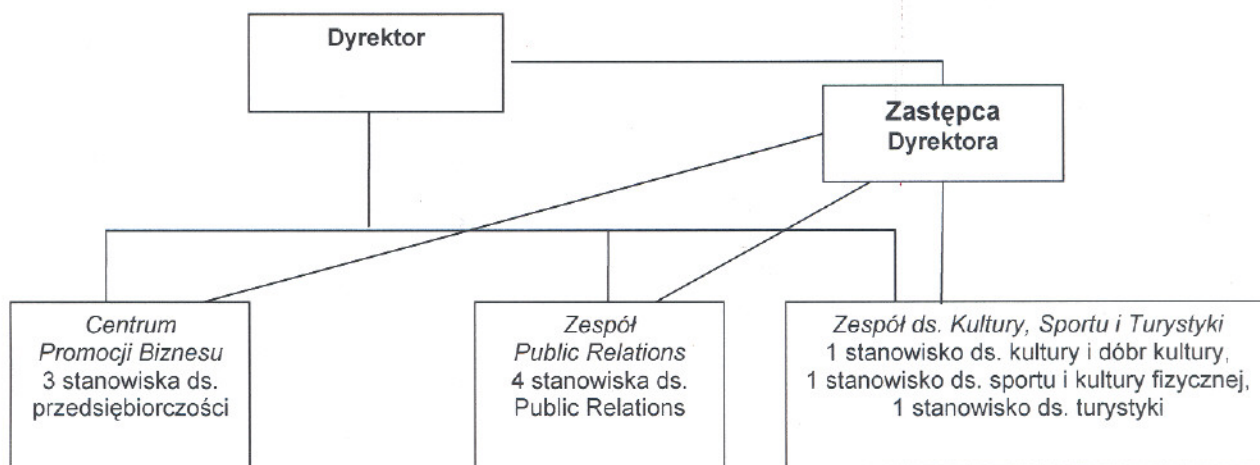 Dyrektor
Zastępca
Dyrektora
Centrum
Promocji Biznesu
3 stanowiska ds.
przedsiębiorczości
Zespół
Public Relations
4 stanowiska ds.
Public Relations
Zespół ds. Kultury, Sportu i Turystyki
1 stanowisko ds. kultury i dóbr kultury,
1 stanowisko ds. sportu i kultury fizycznej,
1 stanowisko ds. turystyki